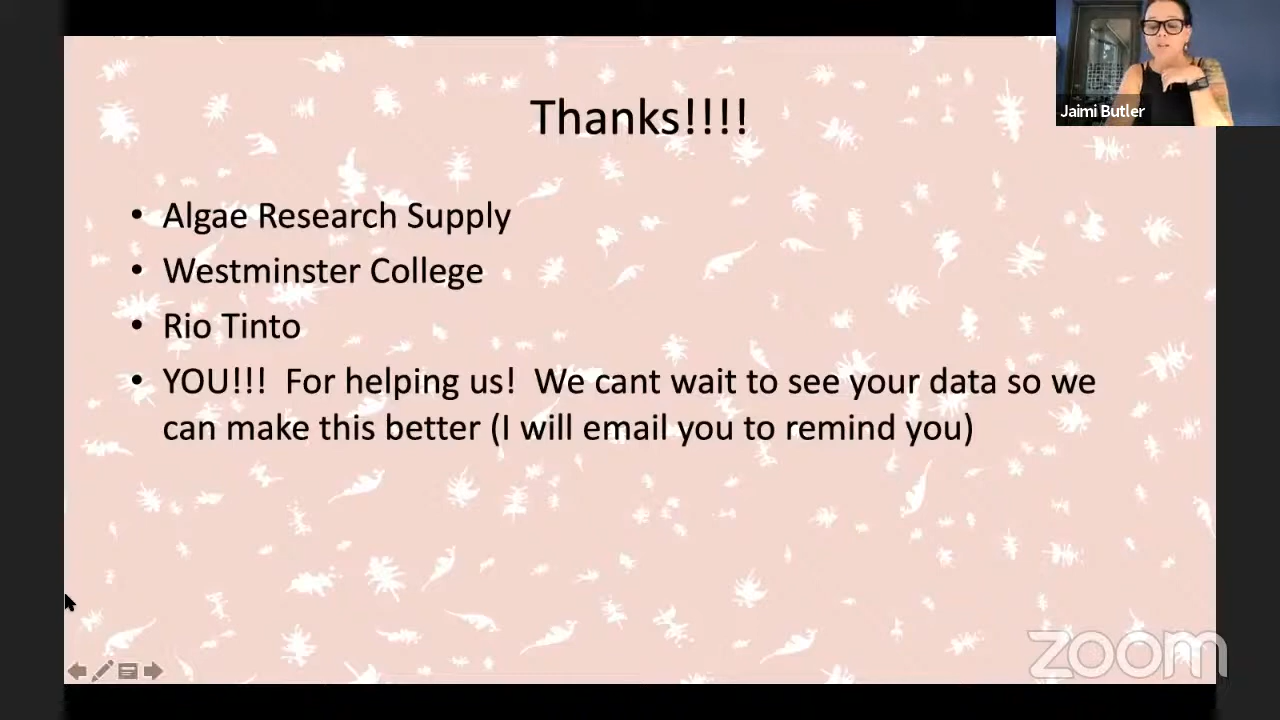 Jaimi Butler
Thanks!!!!
• Algae Research Supply
• Westminster College
• Rio Tinto
• YOU!!!  For helping us!  We cant wait to see your data so we
can make this better (I will email you to remind you)
zoom